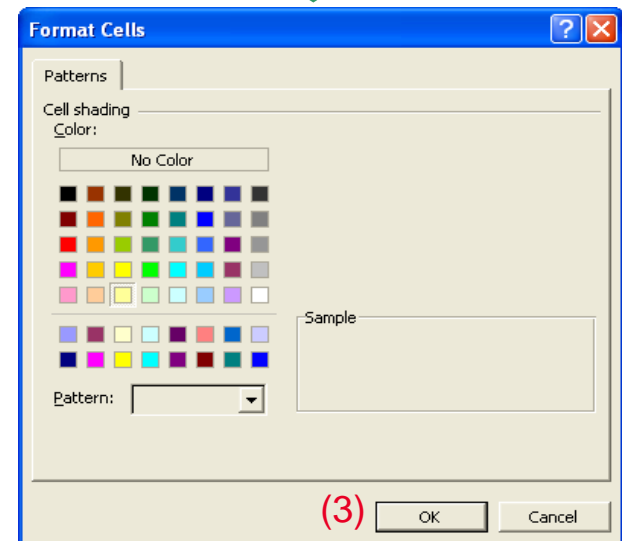 Format Cells
Patterns
Cell shading
Color:
No Color
Sample
Pattern:
(3)
OK
Cancel